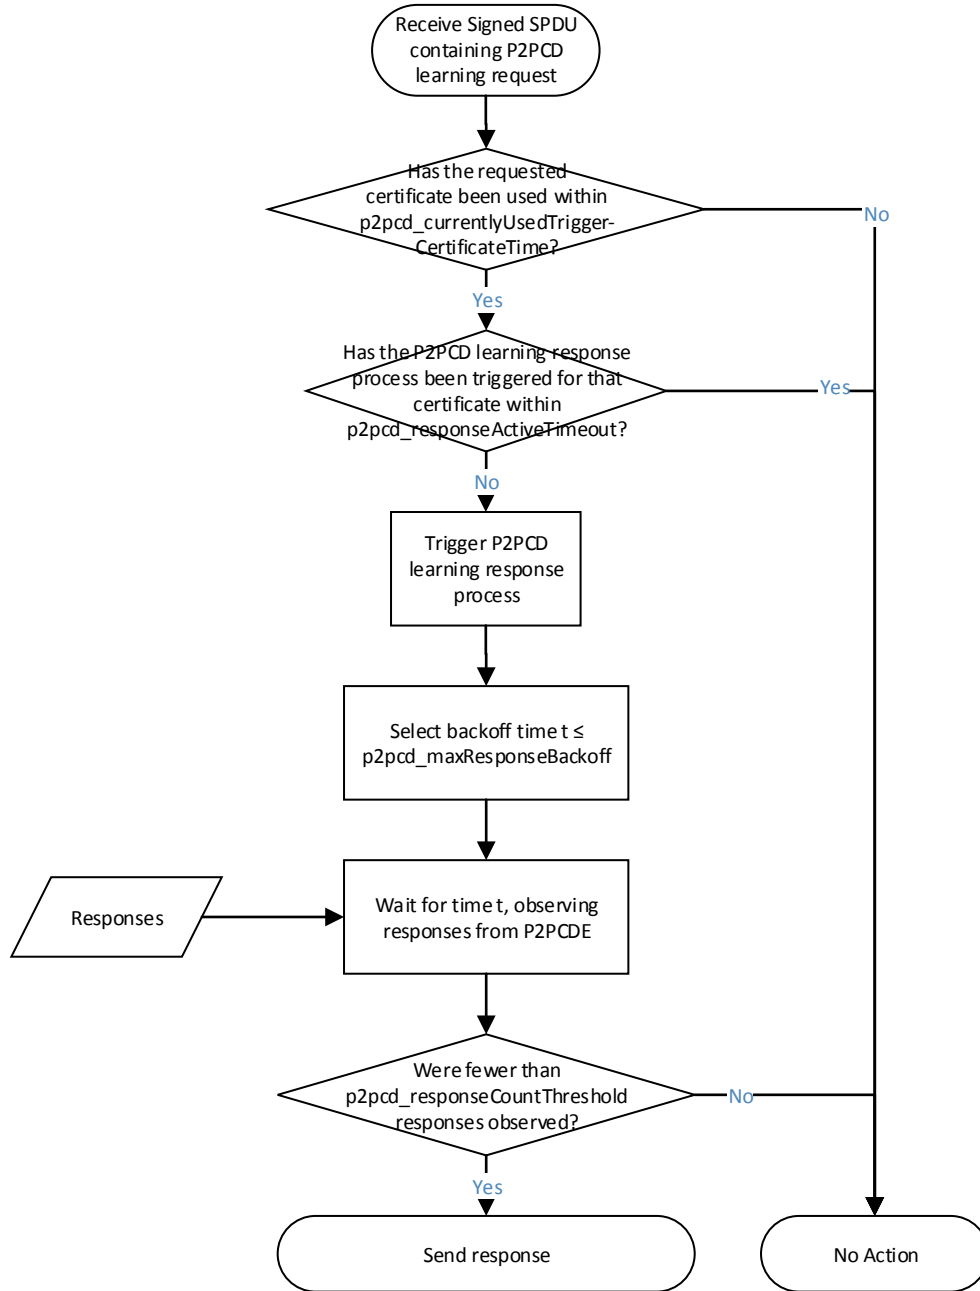 Receive Signed SPDU
containing P2PCD
learning request
Has the requested
certificate been used within
p2pcd_currentlyUsedTrigger-
CertificateTime?
No
Yes
Has the P2PCD learning response
process been triggered for that
certificate within
p2pcd_responseActiveTimeout?
Yes
No
Trigger P2PCD
learning response
process
Select backoff time t ≤
p2pcd_maxResponseBackoff
Responses
Wait for time t, observing
responses from P2PCDE
Were fewer than
p2pcd_responseCountThreshold
responses observed?
No
Yes
Send response
No Action